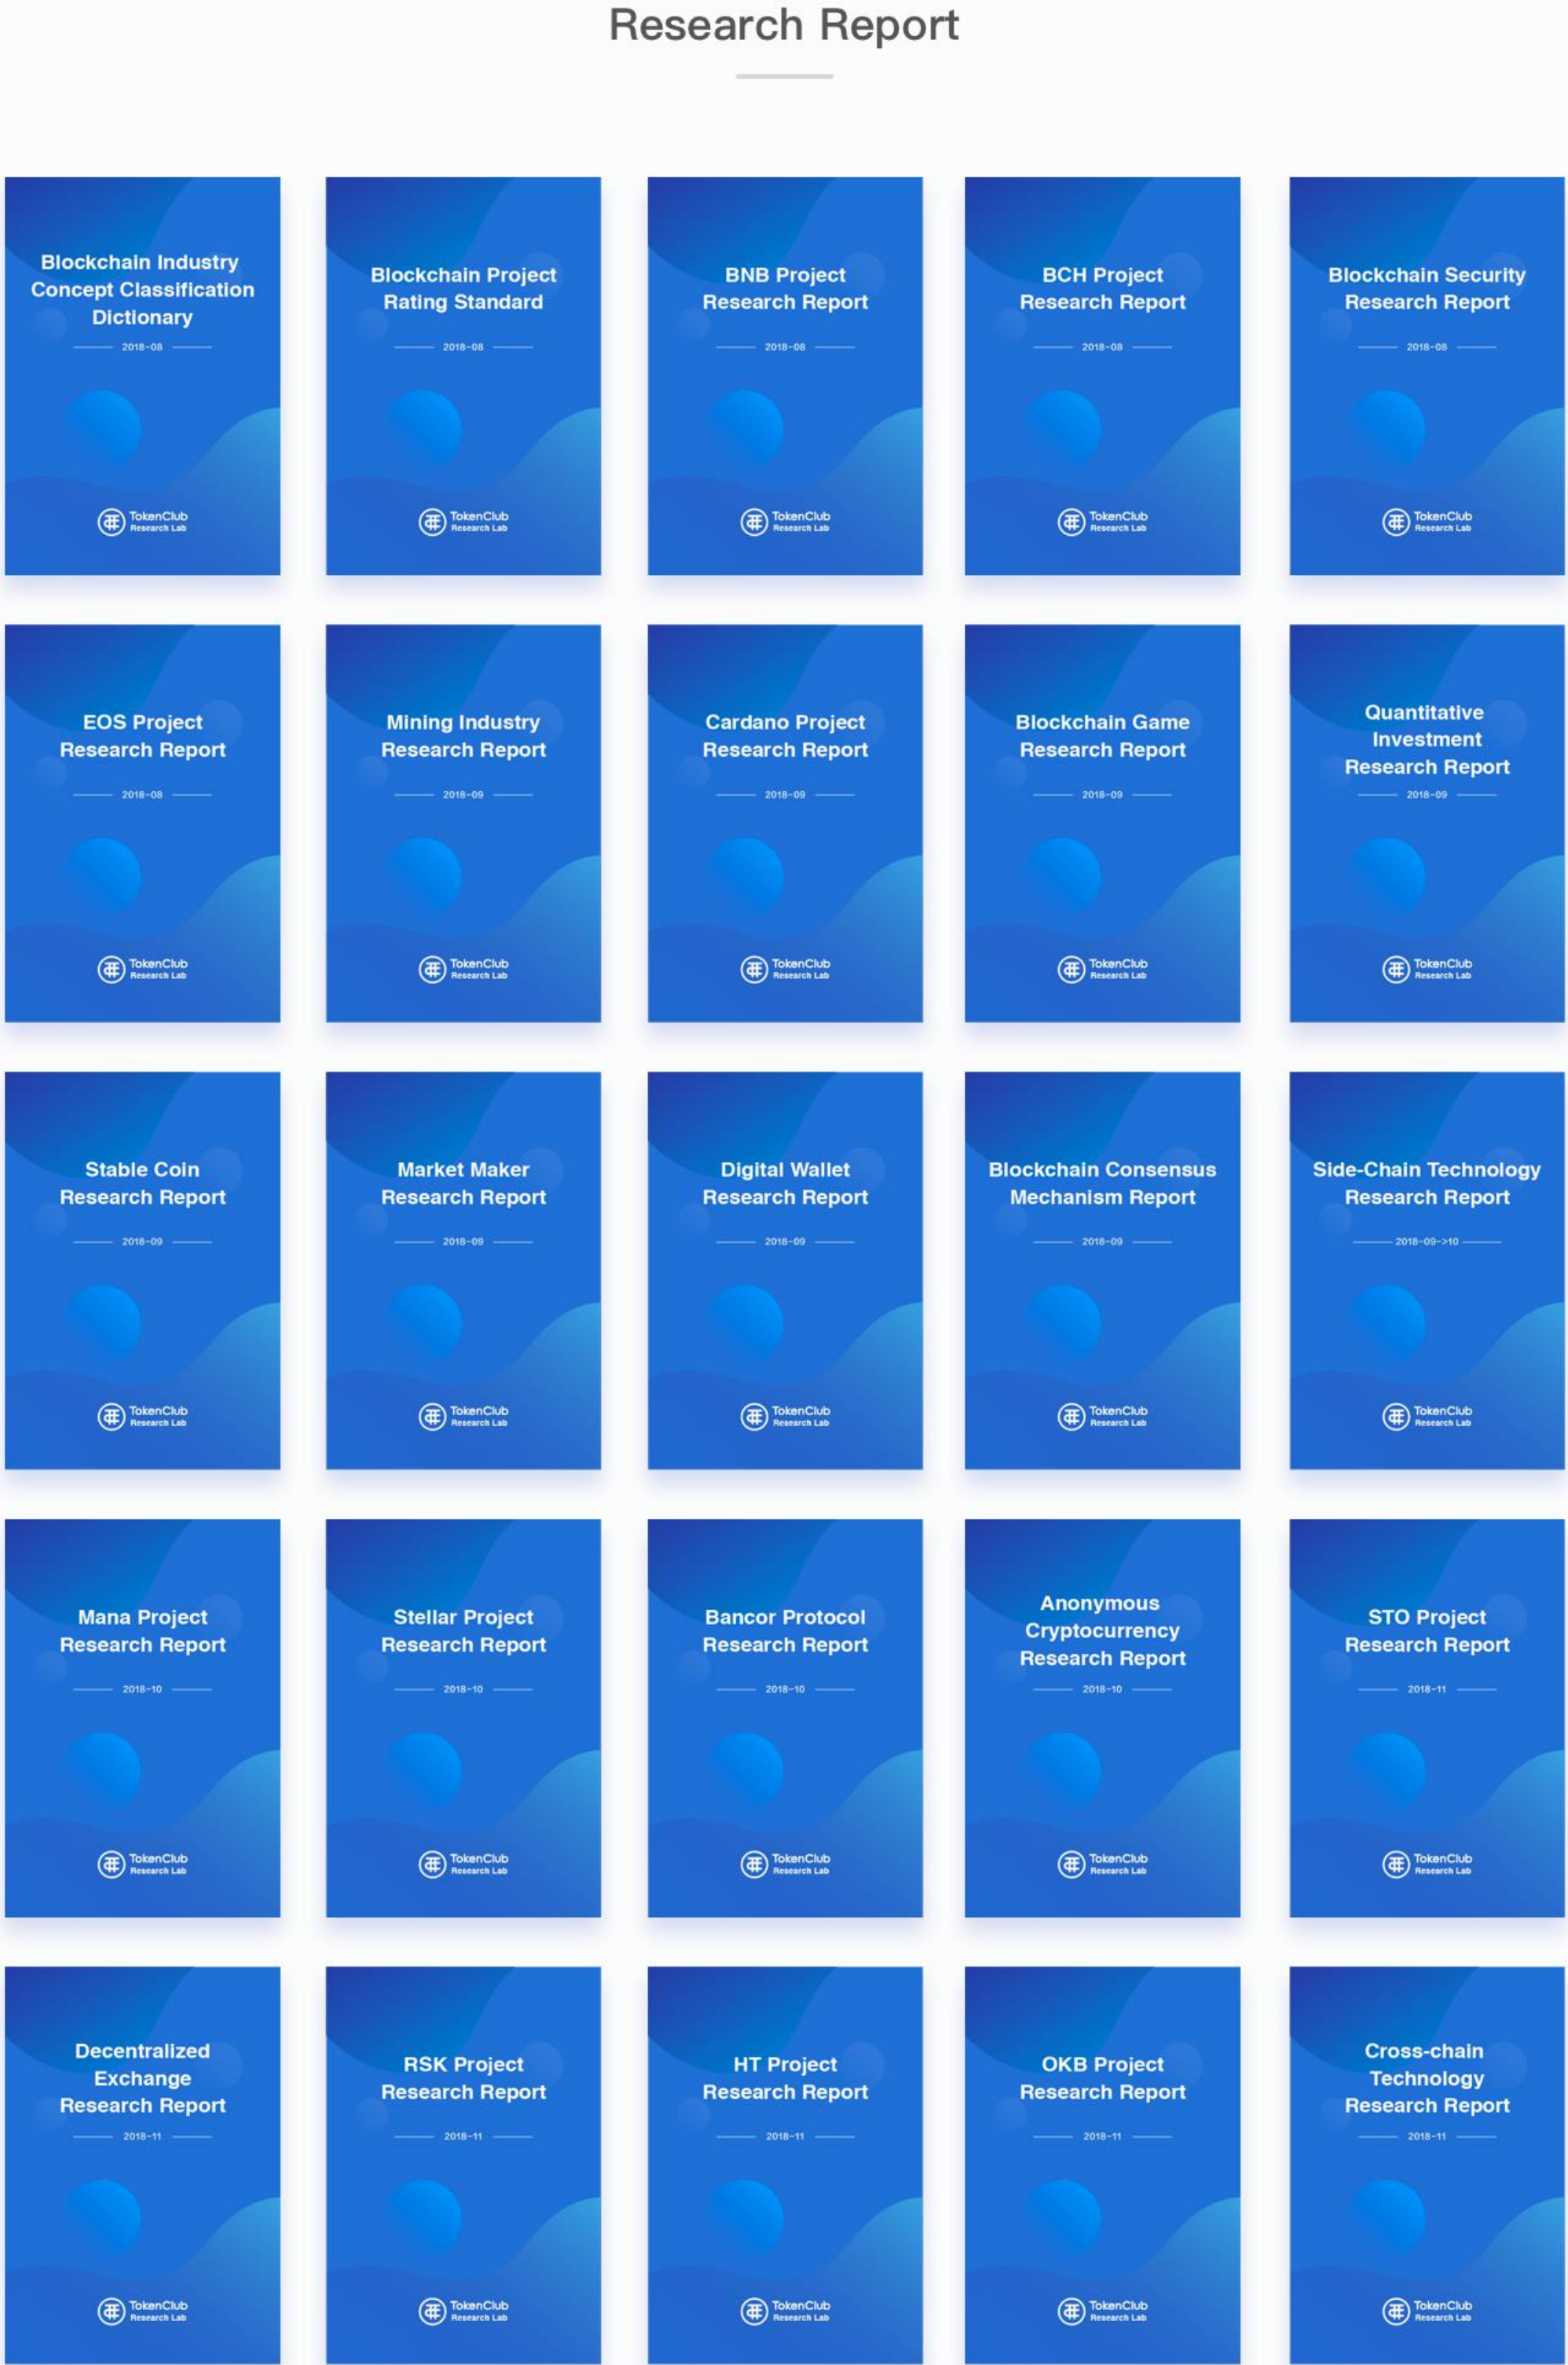 Research Report
Blockchain Industry
Concept Classification
Dictionary
2018-08
TokenClub
Research Lab
Blockchain Project
Rating Standard
2018-08
TokenClub
Research Lab
BNB Project
Research Report
2018-08
TokenClub
Research Lab
BCH Project
Research Report
2018-08
TokenClub
Research Lab
Blockchain Security
Research Report
2018-08
TokenClub
Research Lab
EOS Project
Research Report
2018-08
TokenClub
Research Lab
Mining Industry
Research Report
2018-09
TokenClub
Research Lab
Cardano Project
Research Report
2018-09
TokenClub
Research Lab
Blockchain Game
Research Report
2018-09
TokenClub
Research Lab
Quantitative
Investment
Research Report
2018-09
TokenClub
Research Lab
Stable Coin
Research Report
2018-09
TokenClub
Research Lab
Market Maker
Research Report
2018-09
TokenClub
Research Lab
Digital Wallet
Research Report
2018-09
TokenClub
Research Lab
Blockchain Consensus
Mechanism Report
2018-09
TokenClub
Research Lab
Side-Chain Technology
Research Report
2018-09->10
TokenClub
Research Lab
Mana Project
Research Report
2018-10
TokenClub
Research Lab
Stellar Project
Research Report
2018-10
TokenClub
Research Lab
Bancor Protocol
Research Report
2018-10
TokenClub
Research Lab
Anonymous
Cryptocurrency
Research Report
2018-10
TokenClub
Research Lab
STO Project
Research Report
2018-11
TokenClub
Research Lab
Decentralized
Exchange
Research Report
2018-11
TokenClub
Research Lab
RSK Project
Research Report
2018-11
TokenClub
Research Lab
HT Project
Research Report
2018-11
TokenClub
Research Lab
OKB Project
Research Report
2018-11
TokenClub
Research Lab
Cross-chain
Technology
Research Report
2018-11
TokenClub
Research Lab